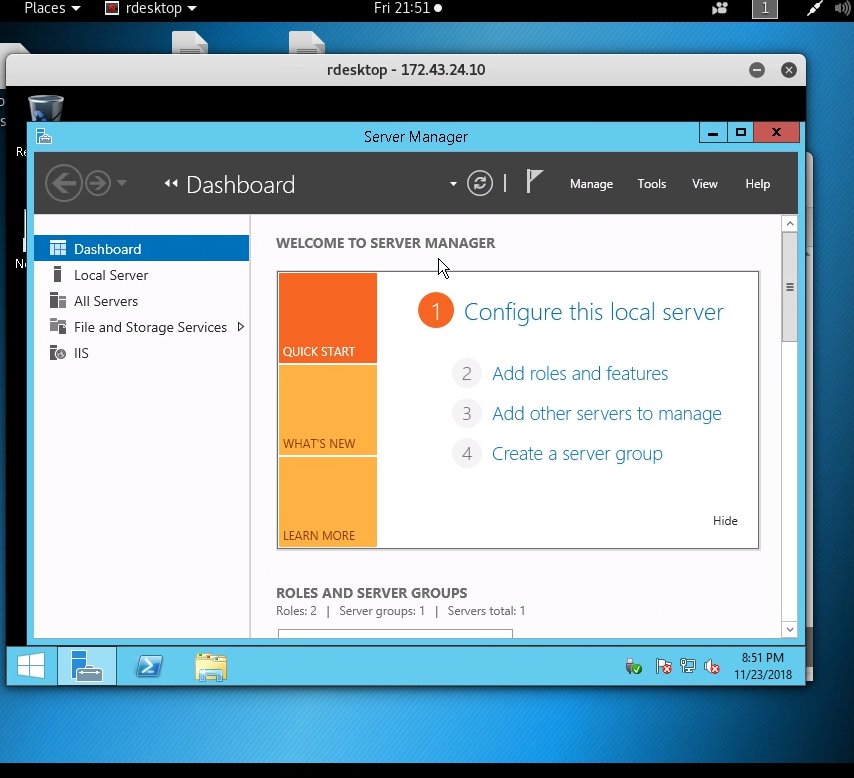 Places rdesktop Fri 21:51 1
rdesktop - 172.43.24.10
Server Manager
Dashboard Manage Tools View Help
Dashboard
Local Server
All Servers
File and Storage Services
IIS
WELCOME TO SERVER MANAGER
QUICK START
WHAT'S NEW
LEARN MORE
1 Configure this local server
2 Add roles and features
3 Add other servers to manage
4 Create a server group
Hide
ROLES AND SERVER GROUPS
Roles: 2 | Server groups: 1 | Servers total: 1
8:51 PM
11/23/2018